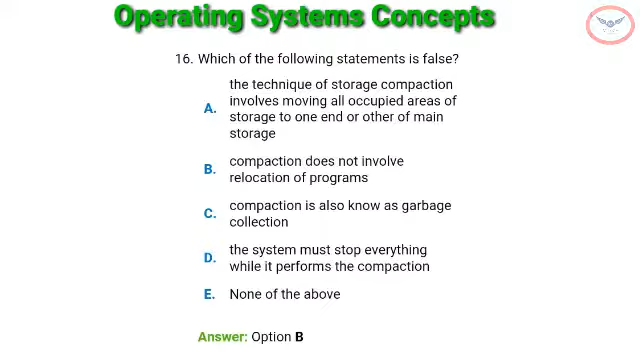 Operating Systems Concepts
16. Which of the following statements is false?
A. the technique of storage compaction
involves moving all occupied areas of
storage to one end or other of main
storage
B. compaction does not involve
relocation of programs
C. compaction is also know as garbage
collection
D. the system must stop everything
while it performs the compaction
E. None of the above
Answer: Option B